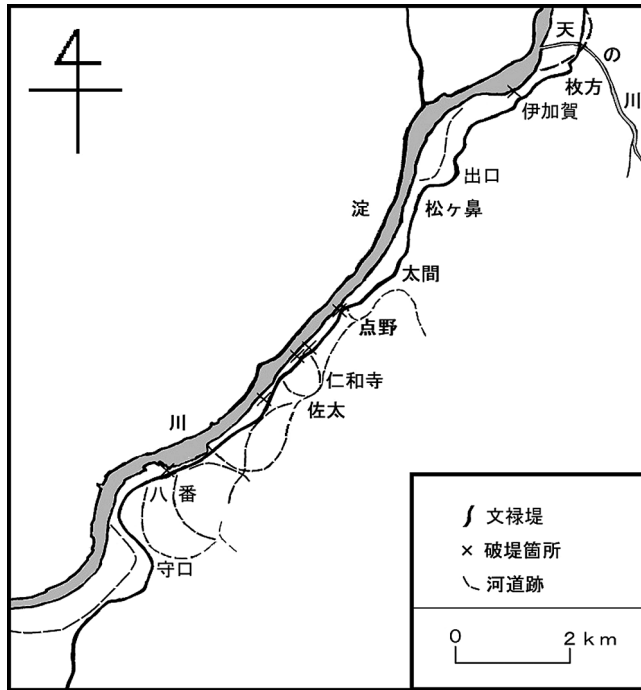 天の川
枚方
伊加賀
出口
淀川
松ヶ鼻
太間
点野
仁和寺
佐太
八番
守口
文禄堤
破堤箇所
河道跡
0 2km